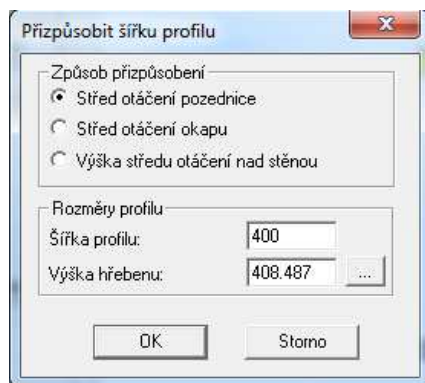 Přizpůsobit šířku profilu
Způsob přizpůsobení
Střed otáčení pozednice
Střed otáčení okapu
Výška středu otáčení nad stěnou
Rozměry profilu
Šířka profilu: 400
Výška hřebenu: 408.487 ...
OK Storno